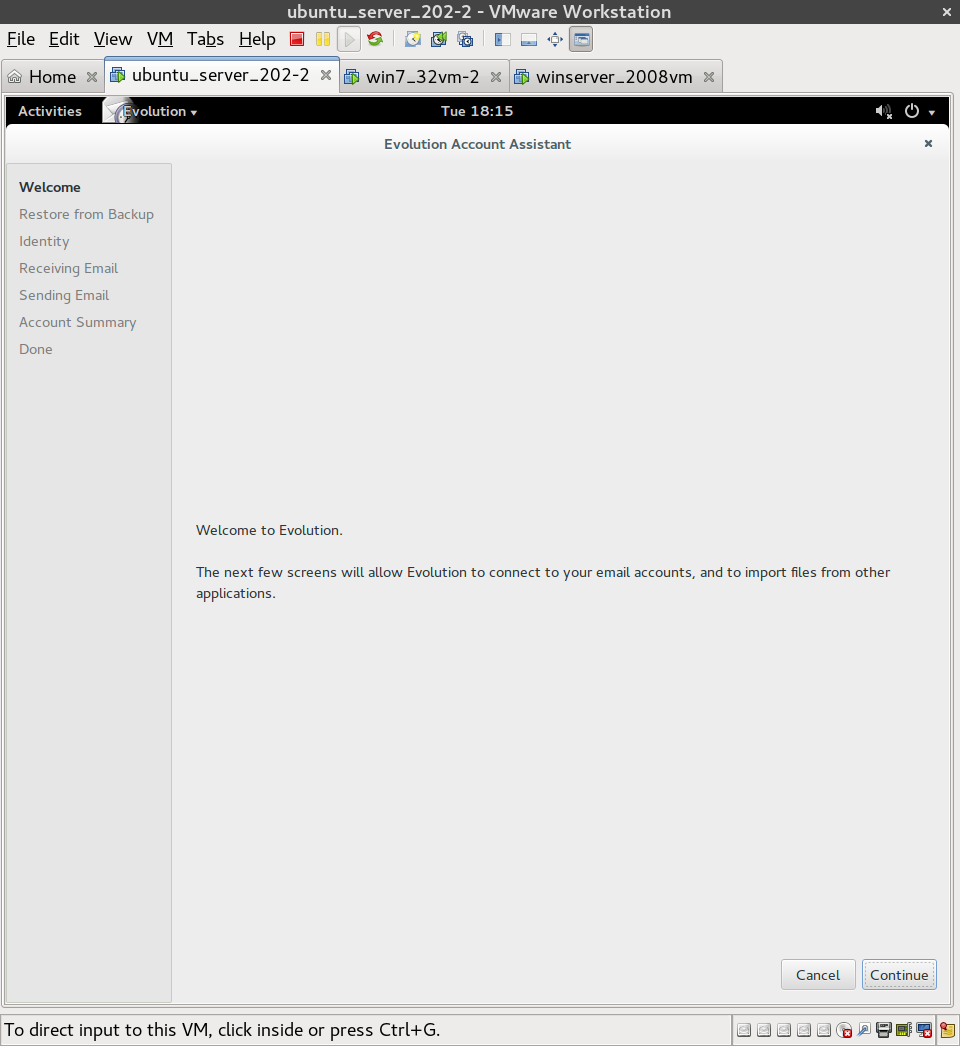 ubuntu_server_202-2 - VMware Workstation
File Edit View VM Tabs Help
Home ubuntu_server_202-2 win7_32vm-2 winserver_2008vm
Activities Evolution Tue 18:15
Evolution Account Assistant
Welcome
Restore from Backup
Identity
Receiving Email
Sending Email
Account Summary
Done
Welcome to Evolution.
The next few screens will allow Evolution to connect to your email accounts, and to import files from other
applications.
Cancel Continue
To direct input to this VM, click inside or press Ctrl+G.